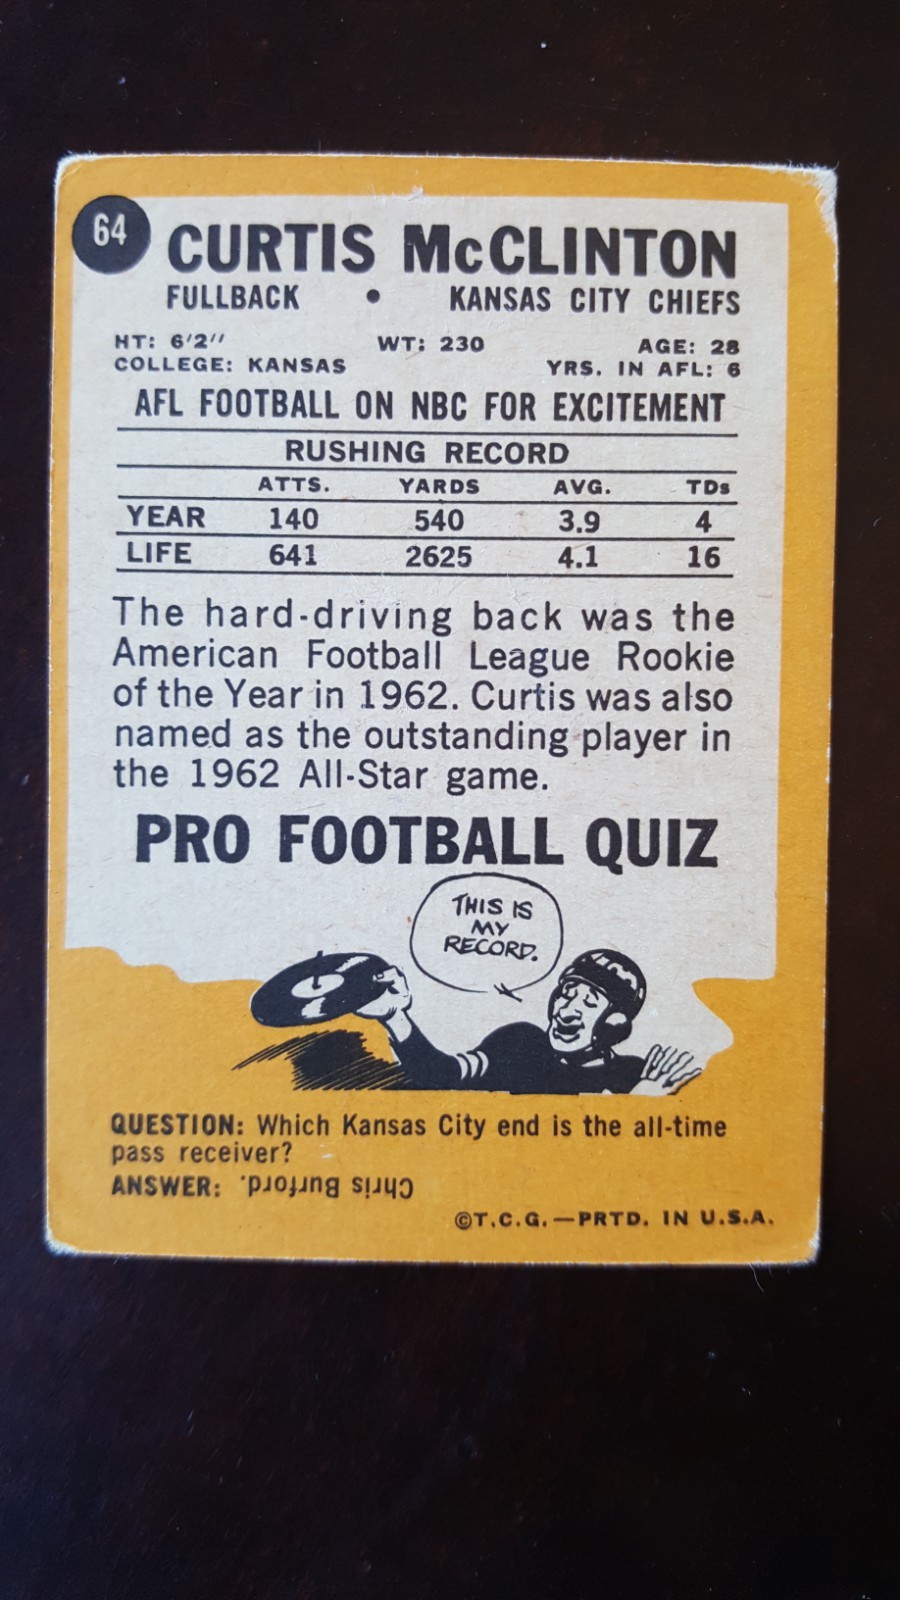 64
CURTIS McCLINTON
FULLBACK • KANSAS CITY CHIEFS
HT: 6'2" WT: 230 AGE: 28
COLLEGE: KANSAS YRS. IN AFL: 6
AFL FOOTBALL ON NBC FOR EXCITEMENT
RUSHING RECORD
ATTS. YARDS AVG. TDs
YEAR 140 540 3.9 4
LIFE 641 2625 4.1 16
The hard-driving back was the
American Football League Rookie
of the Year in 1962. Curtis was also
named as the outstanding player in
the 1962 All-Star game.
PRO FOOTBALL QUIZ
THIS IS
MY
RECORD.
QUESTION: Which Kansas City end is the all-time
pass receiver?
ANSWER: Chris Burford.
©T.C.G.—PRTD. IN U.S.A.